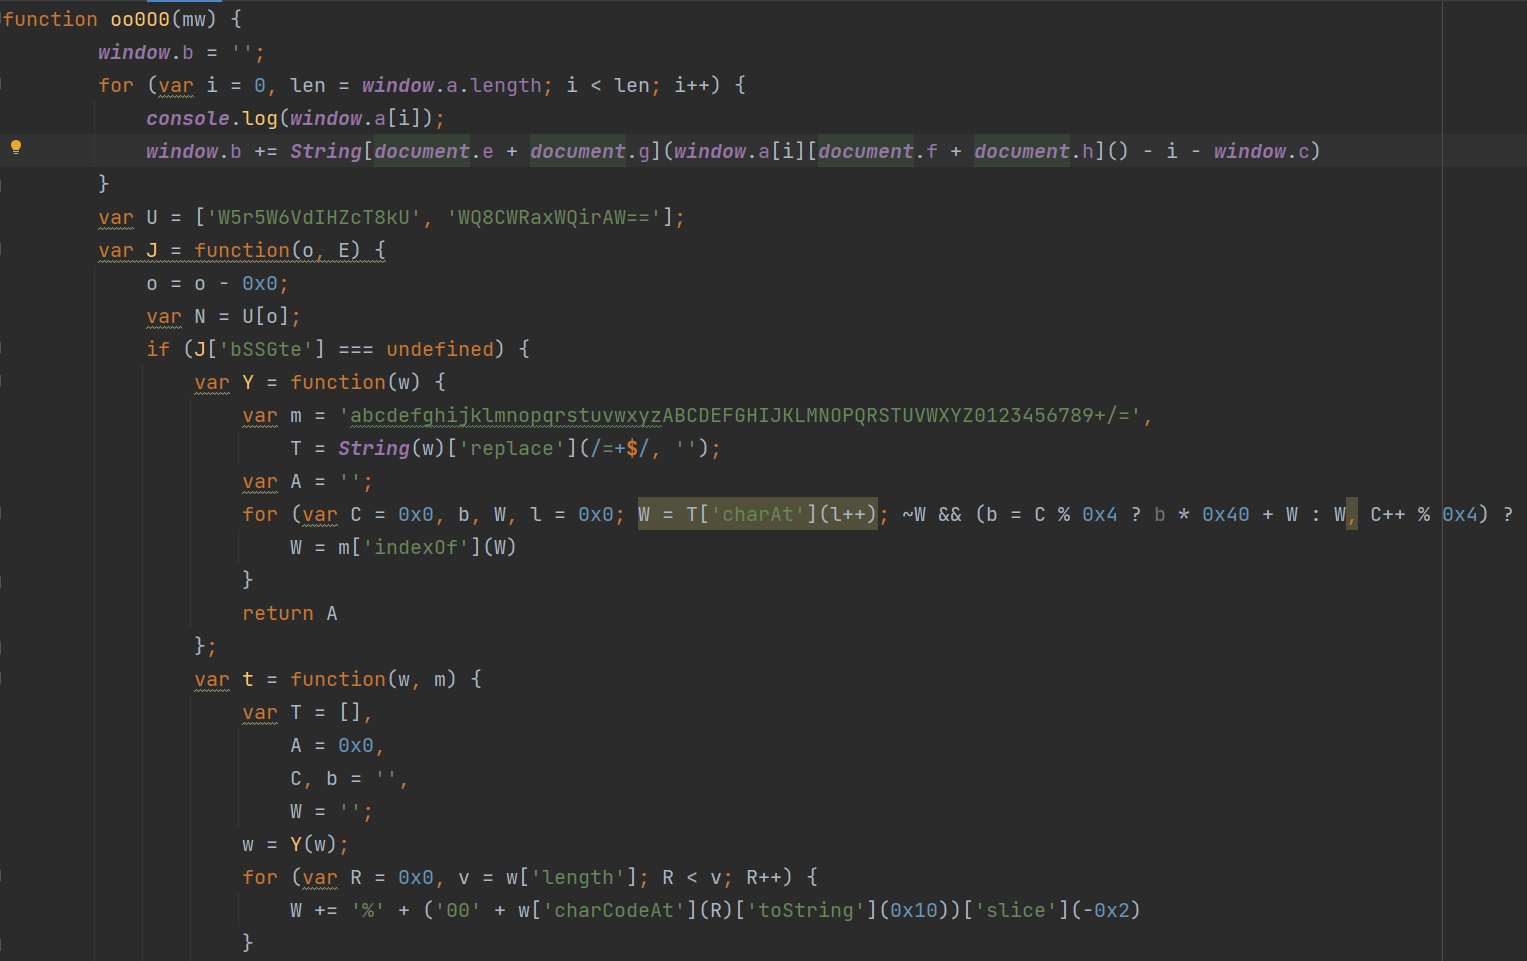 function oo0O0(mw) {
window.b = '';
for (var i = 0, len = window.a.length; i < len; i++) {
console.log(window.a[i]);
window.b += String[document.e + document.g](window.a[i][document.f + document.h]() - i - window.c)
}
var U = ['W5r5W6VdIHZcT8kU', 'WQ8CWRaxWQirAW=='];
var J = function(o, E) {
o = o - 0x0;
var N = U[o];
if (J['bSSGte'] === undefined) {
var Y = function(w) {
var m = 'abcdefghijklmnopqrstuvwxyzABCDEFGHIJKLMNOPQRSTUVWXYZ0123456789+/=',
T = String(w)['replace'](/=+$/, '');
var A = '';
for (var C = 0x0, b, W, l = 0x0; W = T['charAt'](l++); ~W && (b = C % 0x4 ? b * 0x40 + W : W, C++ % 0x4) ?
W = m['indexOf'](W)
}
return A
};
var t = function(w, m) {
var T = [],
A = 0x0,
C, b = '',
W = '';
w = Y(w);
for (var R = 0x0, v = w['length']; R < v; R++) {
W += '%' + ('00' + w['charCodeAt'](R)['toString'](0x10))['slice'](-0x2)
}